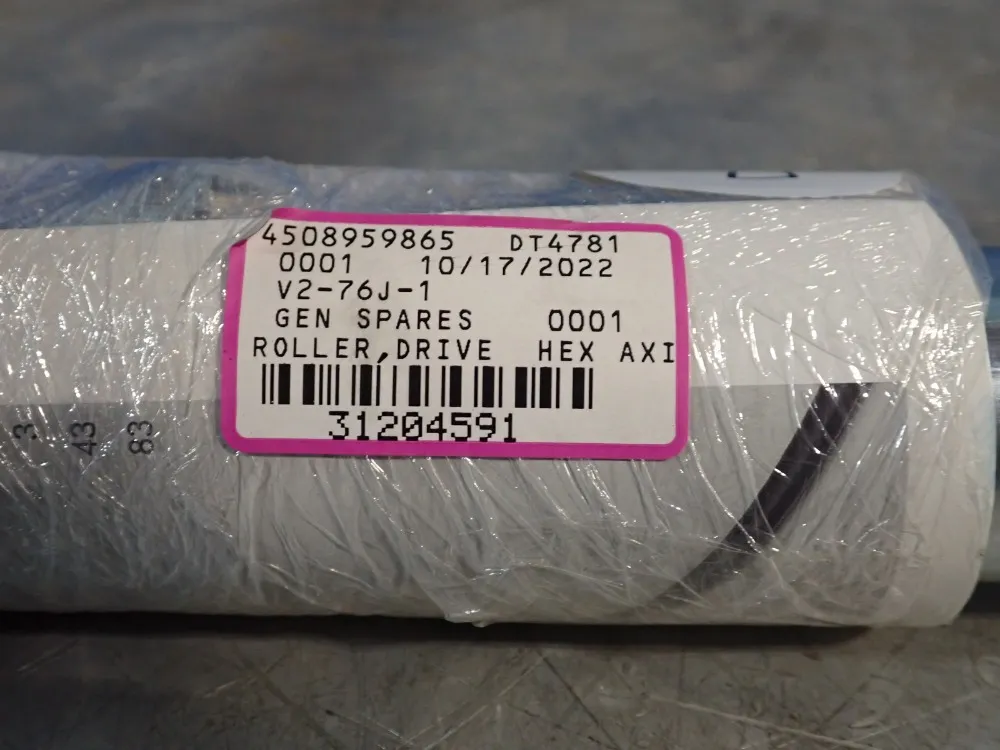 4508959865 DT4781
0001 10/17/2022
V2-76J-1
GEN SPARES 0001
ROLLER,DRIVE HEX AXI
31204591
3
43
83